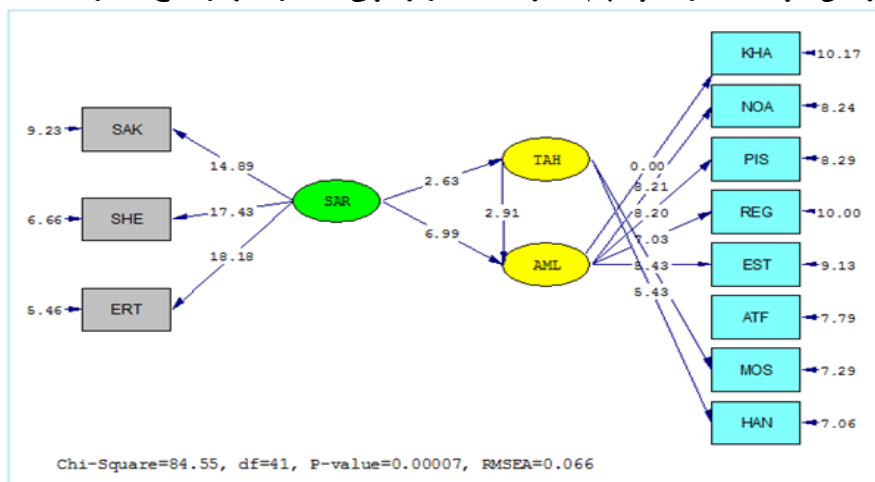 KHA
10.17
NOA
8.24
9.23
SAK
0.00
PIS
8.29
14.89
TAH
8.21
2.63
8.20
SAR
REG
10.00
6.66
SHE
17.43
2.91
7.03
6.99
18.18
AML
5.43
EST
9.13
5.43
5.46
ERT
ATF
7.79
MOS
7.29
HAN
7.06
Chi-Square=84.55, df=41, P-value=0.00007, RMSEA=0.066